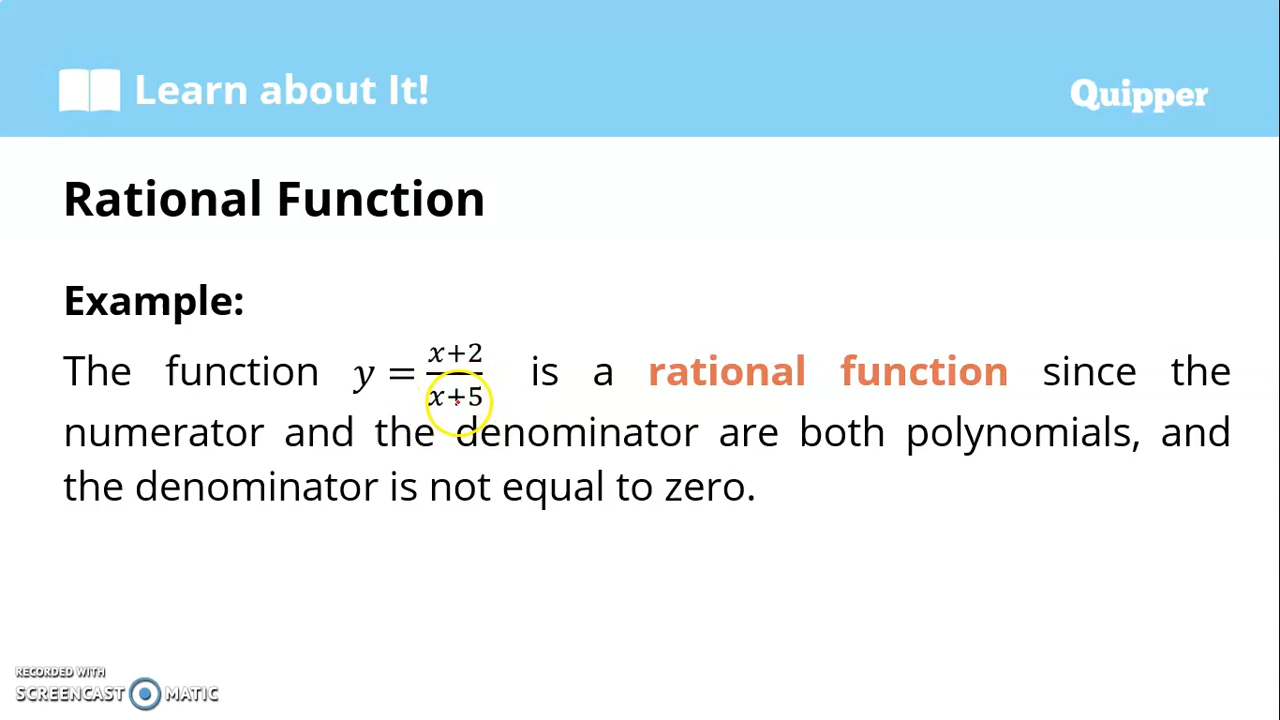 Learn about It!
Quipper
Rational Function
Example:
The function y = x+2/x+5 is a rational function since the
numerator and the denominator are both polynomials, and
the denominator is not equal to zero.
RECORDED WITH
SCREENCAST MATIC